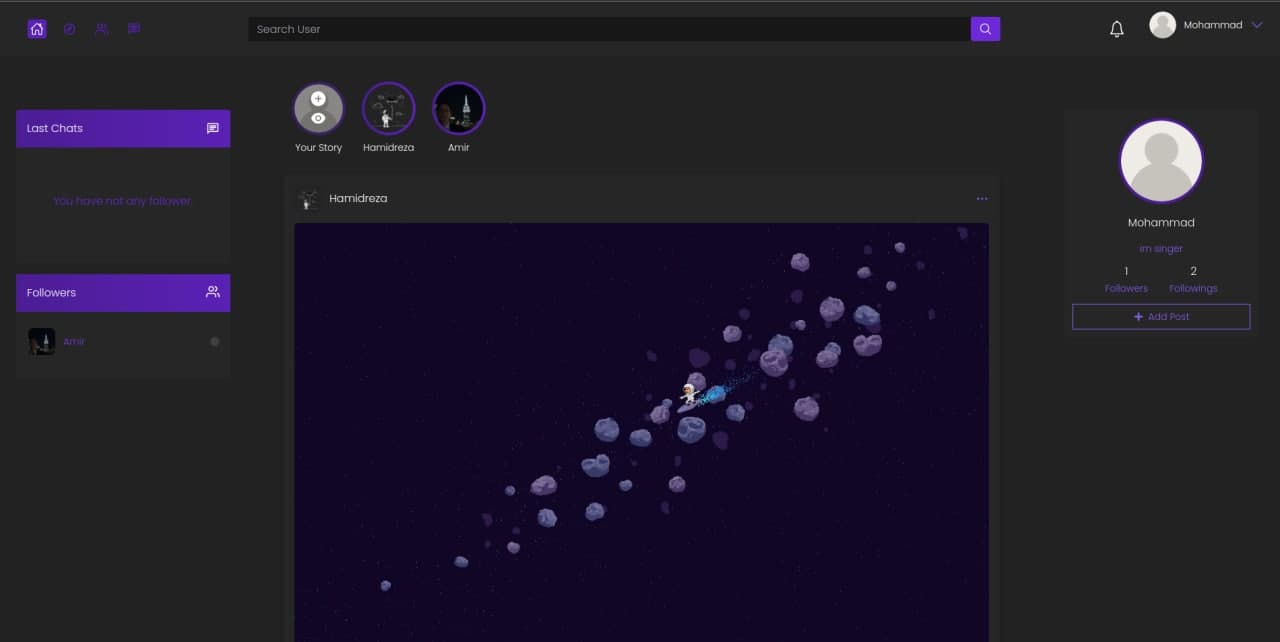 Search User
Mohammad
Last Chats
You have not any follower.
Followers
Amir
Your Story
Hamidreza
Amir
Hamidreza
Mohammad
im singer
1 2
Followers Followings
+ Add Post